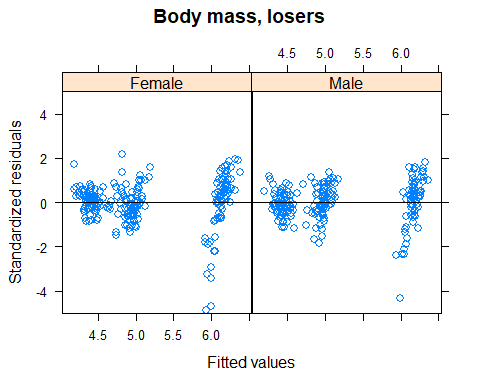 Body mass, losers
4.5 5.0 5.5 6.0
Female Male
Standardized residuals
4
2
0
-2
-4
4.5 5.0 5.5 6.0
Fitted values